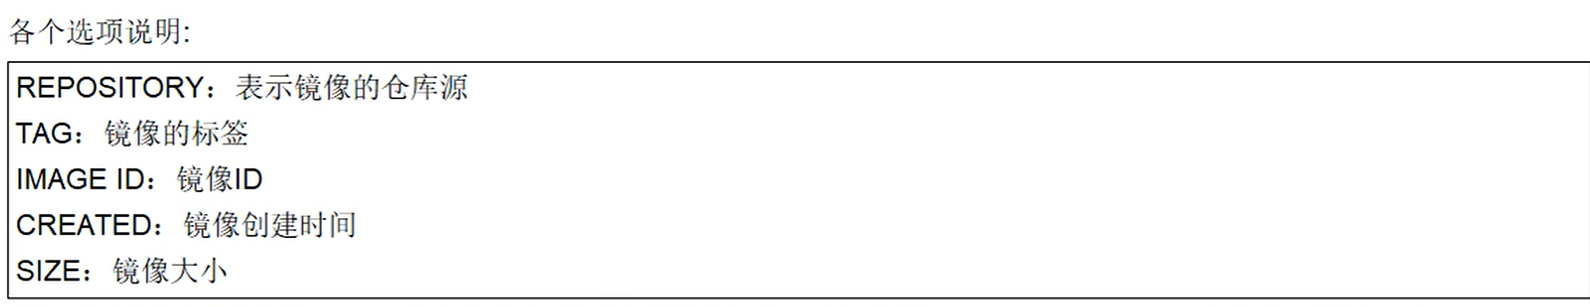 各个选项说明:
REPOSITORY：表示镜像的仓库源
TAG：镜像的标签
IMAGE ID：镜像ID
CREATED：镜像创建时间
SIZE：镜像大小